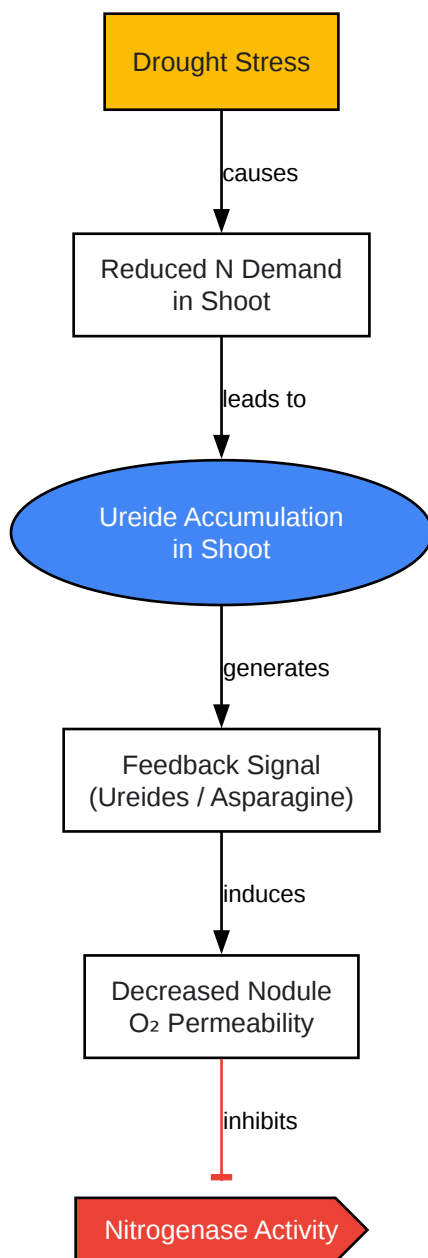 Drought Stress
causes
Reduced N Demand
in Shoot
leads to
Ureide Accumulation
in Shoot
generates
Feedback Signal
(Ureides / Asparagine)
induces
Decreased Nodule
O₂ Permeability
inhibits
Nitrogenase Activity